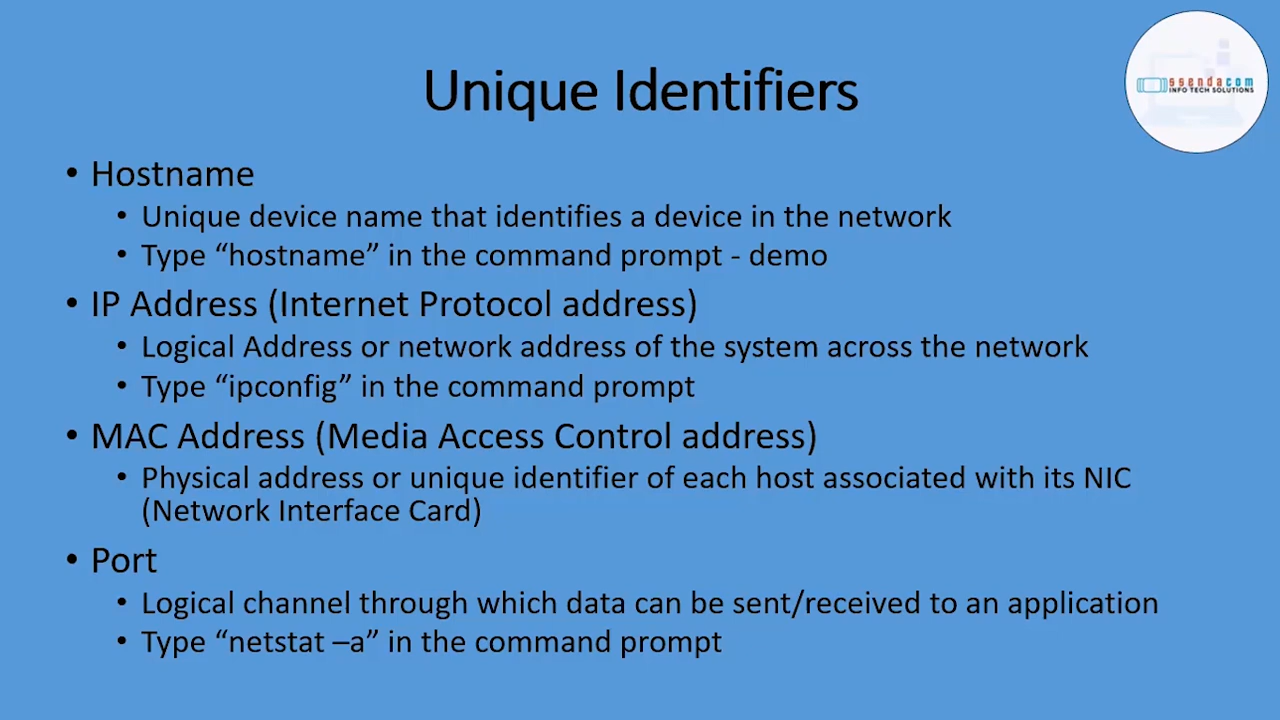 Unique Identifiers
ssendacom
INFO TECH SOLUTIONS
• Hostname
• Unique device name that identifies a device in the network
• Type “hostname” in the command prompt - demo
• IP Address (Internet Protocol address)
• Logical Address or network address of the system across the network
• Type “ipconfig” in the command prompt
• MAC Address (Media Access Control address)
• Physical address or unique identifier of each host associated with its NIC
(Network Interface Card)
• Port
• Logical channel through which data can be sent/received to an application
• Type “netstat –a” in the command prompt